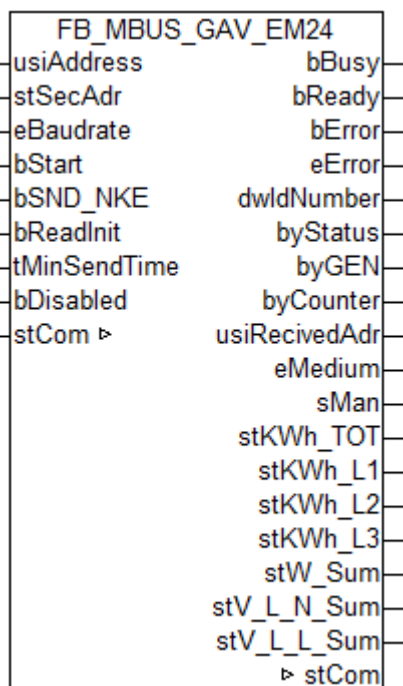 FB_MBUS_GAV_EM24
usiAddress bBusy
stSecAdr bReady
eBaudrate bError
bStart eError
bSND_NKE dwIdNumber
bReadInit byStatus
tMinSendTime byGEN
bDisabled byCounter
stCom ▹ usiRecivedAdr
eMedium
sMan
stKWh_TOT
stKWh_L1
stKWh_L2
stKWh_L3
stW_Sum
stV_L_N_Sum
stV_L_L_Sum
▹ stCom